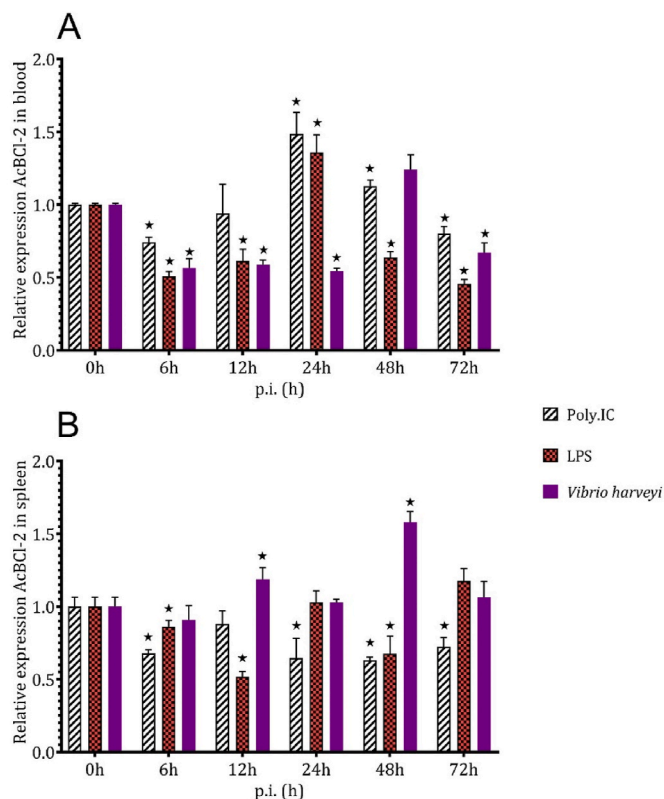 A
Relative expression AcBCl-2 in blood
2.0
1.5
1.0
0.5
0.0
★ ★
★ ★
★ ★ ★ ★ ★ ★ ★ ★ ★
0h 6h 12h 24h 48h 72h
p.i. (h)
B
Relative expression AcBCl-2 in spleen
2.0
1.5
1.0
0.5
0.0
★ ★ ★ ★ ★ ★ ★ ★ ★
0h 6h 12h 24h 48h 72h
p.i. (h)
Poly.IC
LPS
Vibrio harveyi